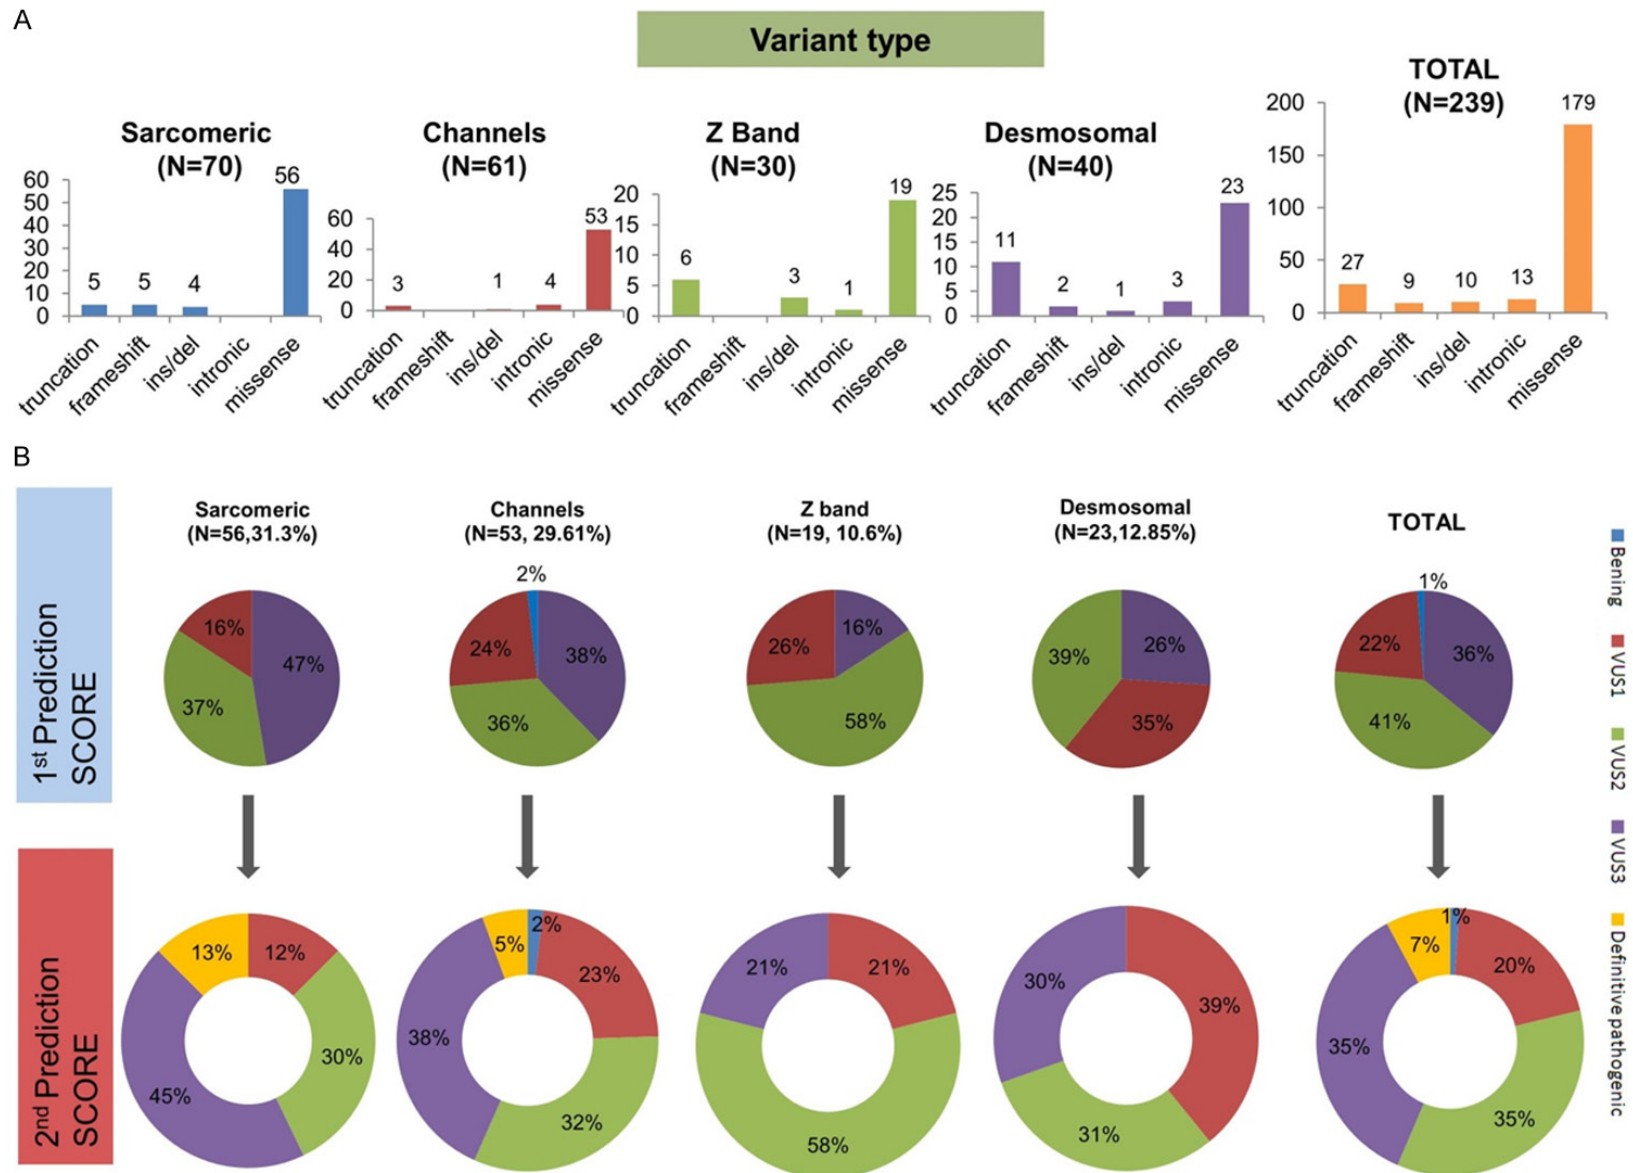 A
Variant type
Sarcomeric
(N=70)
60
50
40
30
20
10
0
5
5
4
56
truncation
frameshift
ins/del
intronic
missense
Channels
(N=61)
60
40
20
0
3
1
4
53
truncation
frameshift
ins/del
intronic
missense
Z Band
(N=30)
20
15
10
5
0
6
3
1
19
truncation
frameshift
ins/del
intronic
missense
Desmosomal
(N=40)
25
20
15
10
5
0
11
2
1
3
23
truncation
frameshift
ins/del
intronic
missense
TOTAL
(N=239)
200
150
100
50
0
27
9
10
13
179
truncation
frameshift
ins/del
intronic
missense
B
1st Prediction
SCORE
Sarcomeric
(N=56,31.3%)
16%
47%
37%
Channels
(N=53, 29.61%)
2%
24%
38%
36%
Z band
(N=19, 10.6%)
26%
16%
58%
Desmosomal
(N=23,12.85%)
39%
26%
35%
TOTAL
1%
22%
36%
41%
2nd Prediction
SCORE
13%
12%
30%
45%
5%
2%
23%
38%
32%
21%
21%
58%
30%
39%
31%
7%
1%
20%
35%
35%
Bening
VUS1
VUS2
VUS3
Definitive pathogenic